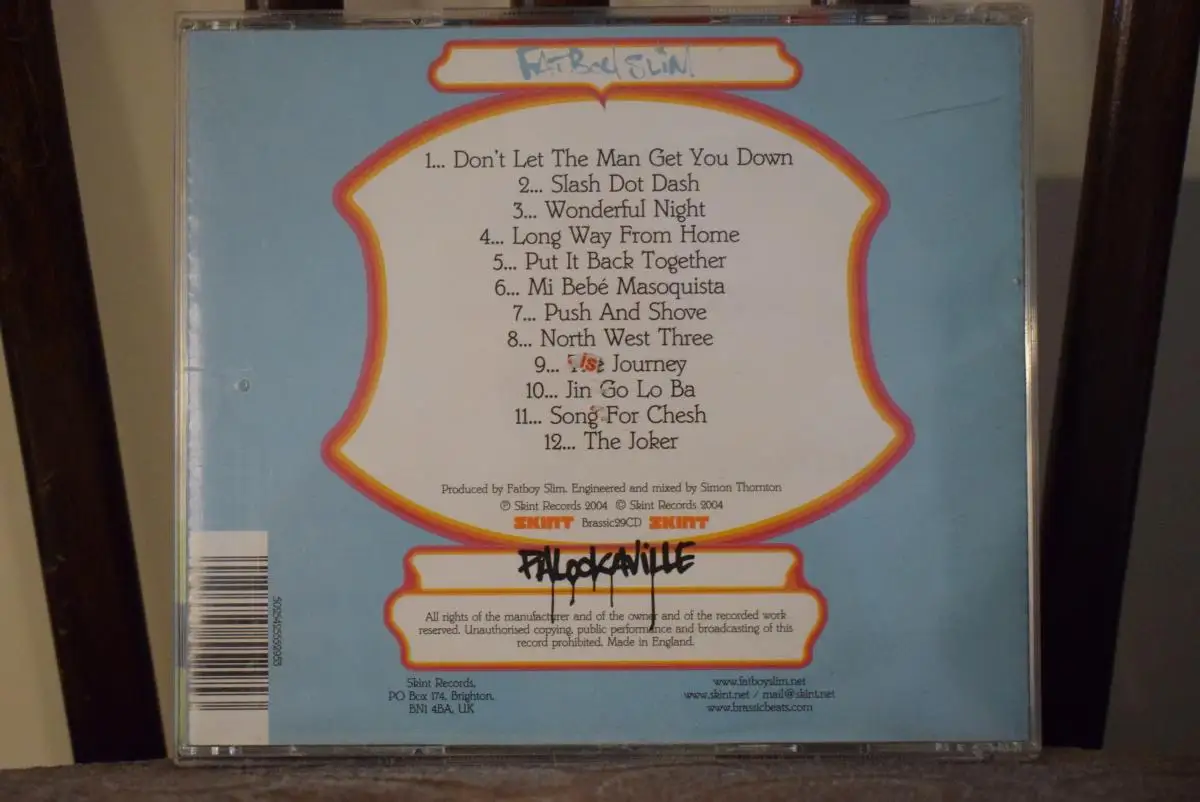 FATBOY SLIM
1... Don't Let The Man Get You Down
2... Slash Dot Dash
3... Wonderful Night
4... Long Way From Home
5... Put It Back Together
6... Mi Bebé Masoquista
7... Push And Shove
8... North West Three
9... Journey
10... Jin Go Lo Ba
11... Song For Chesh
12... The Joker
Produced by Fatboy Slim. Engineered and mixed by Simon Thornton
℗ Skint Records 2004 © Skint Records 2004
SKINT Brassic29CD SKINT
PALOOKAVILLE
All rights of the manufacturer and of the owner and of the recorded work
reserved. Unauthorised copying, public performance and broadcasting of this
record prohibited. Made in England.
Skint Records,
PO Box 174, Brighton,
BN1 4BA, UK
www.fatboyslim.net
www.skint.net / mail@skint.net
www.brassicbeats.com